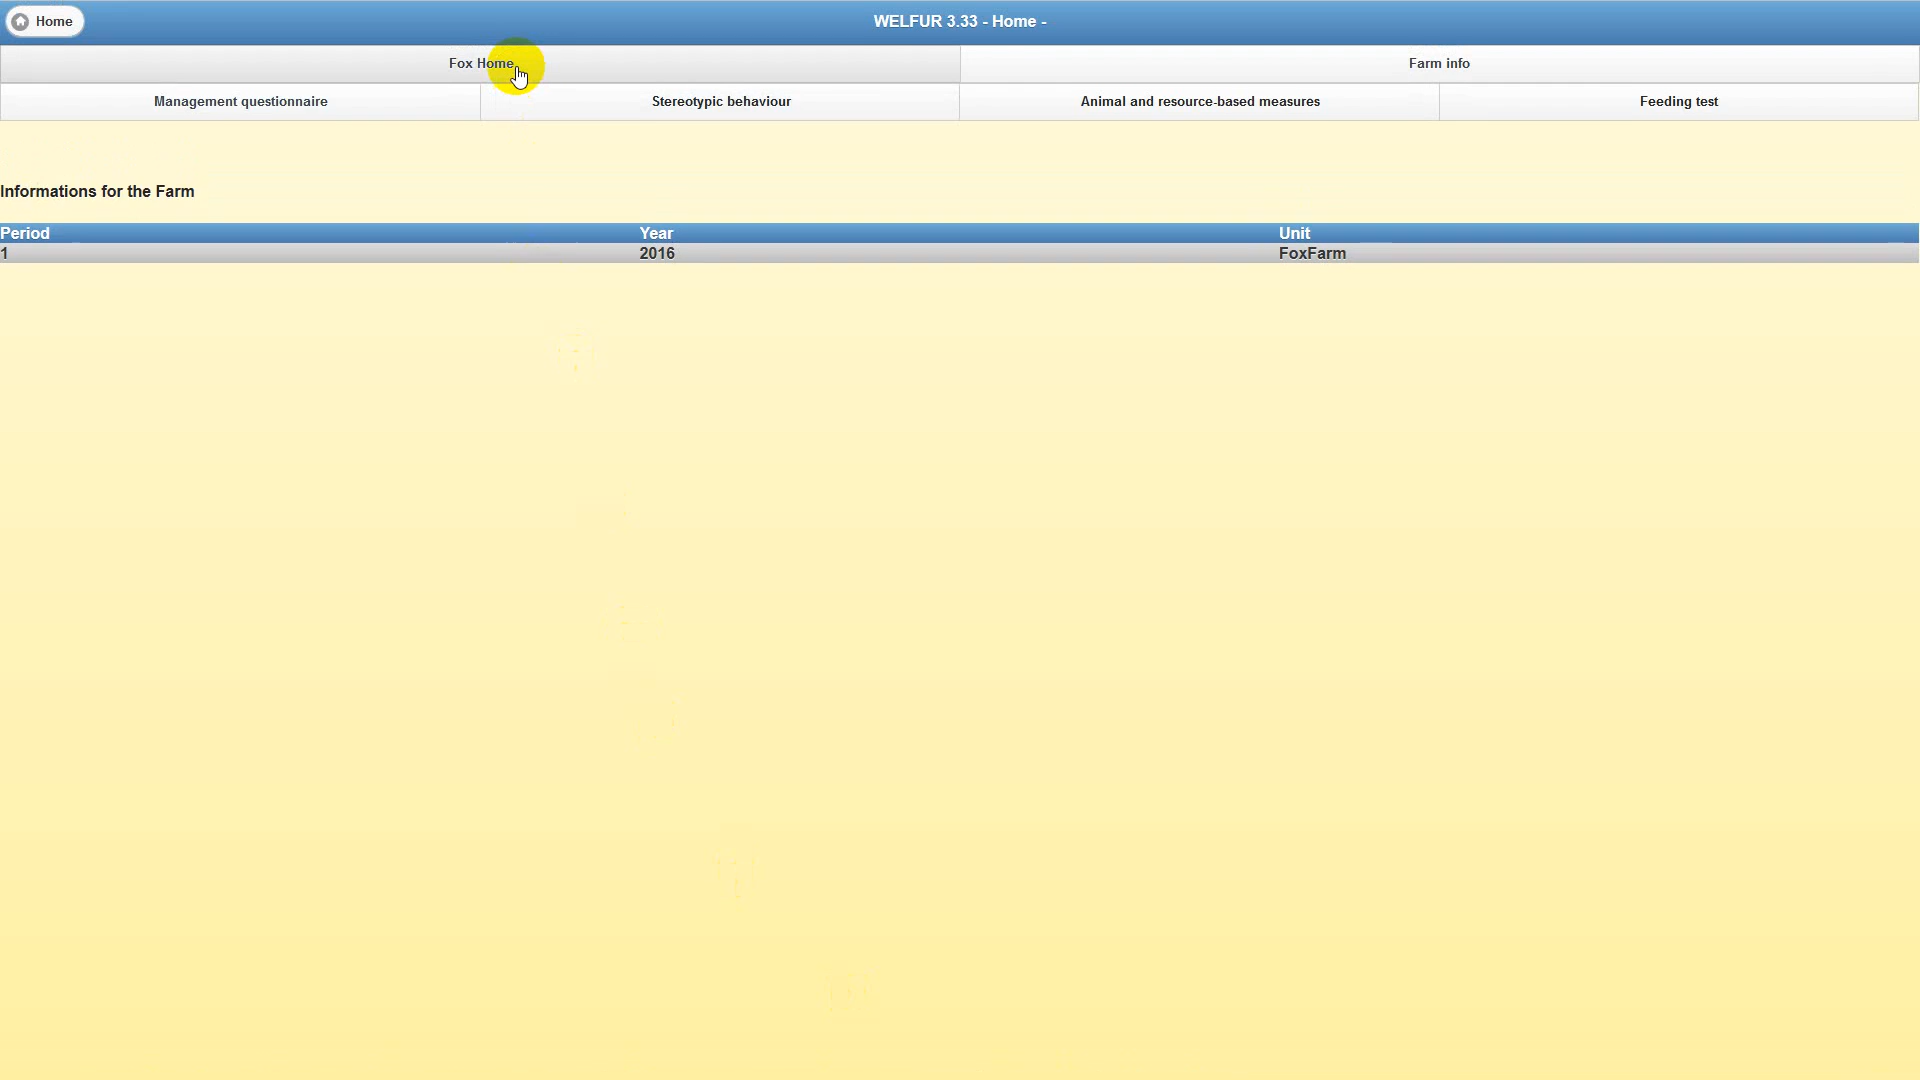 Home
WELFUR 3.33 - Home -
Fox Home
Farm info
Management questionnaire
Stereotypic behaviour
Animal and resource-based measures
Feeding test
Informations for the Farm
Period Year Unit
1 2016 FoxFarm